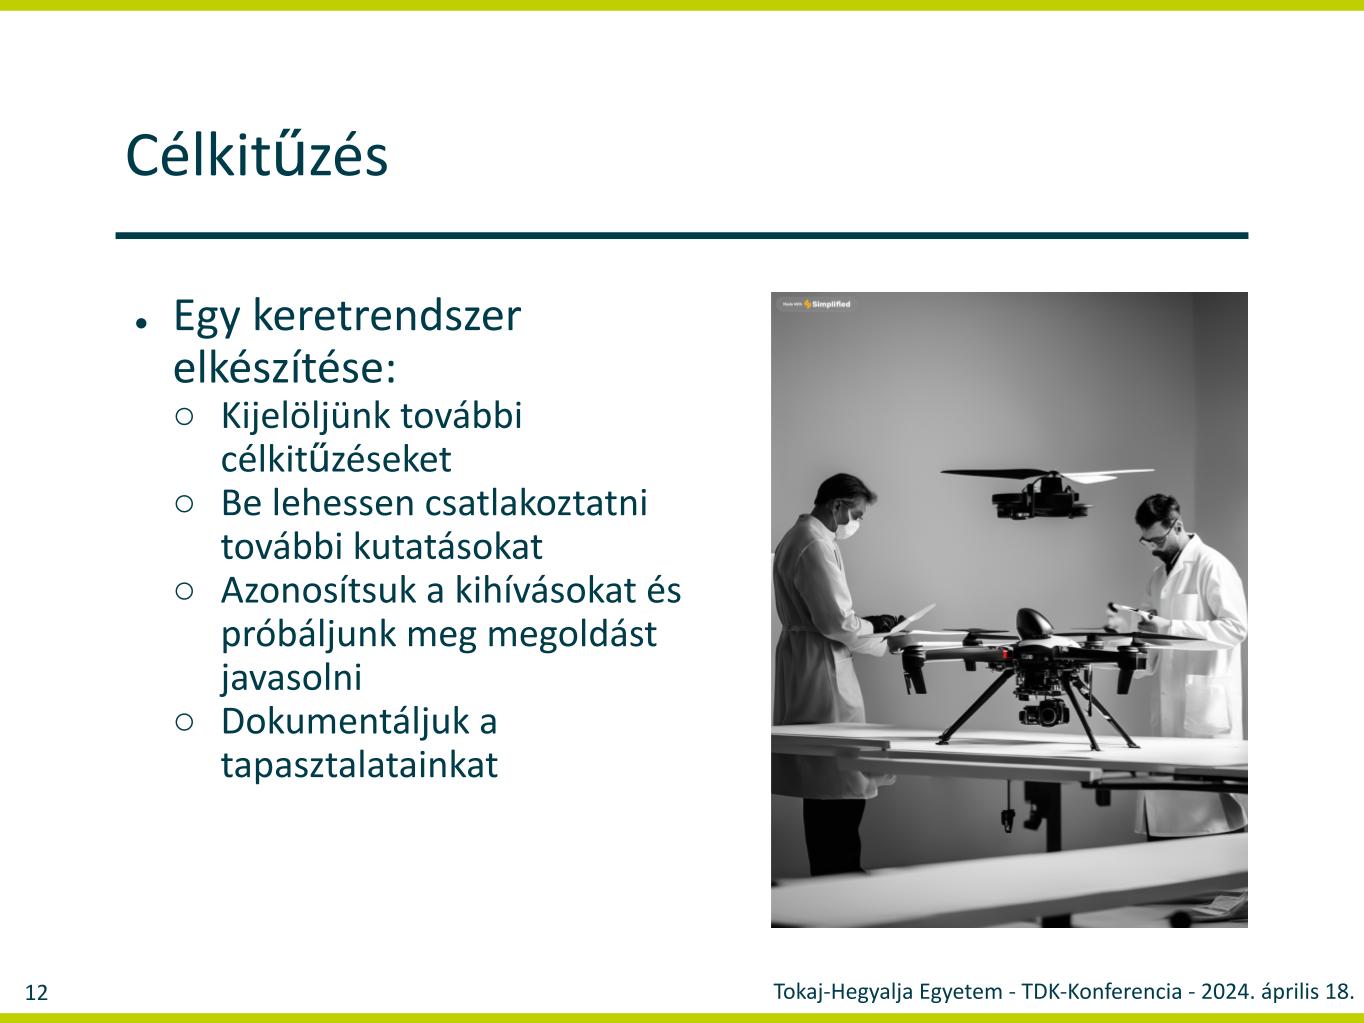 Célkitűzés
● Egy keretrendszer
elkészítése:
○ Kijelöljünk további
célkitűzéseket
○ Be lehessen csatlakoztatni
további kutatásokat
○ Azonosítsuk a kihívásokat és
próbáljunk meg megoldást
javasolni
○ Dokumentáljuk a
tapasztalatainkat
Made With Simplified
12
Tokaj-Hegyalja Egyetem - TDK-Konferencia - 2024. április 18.